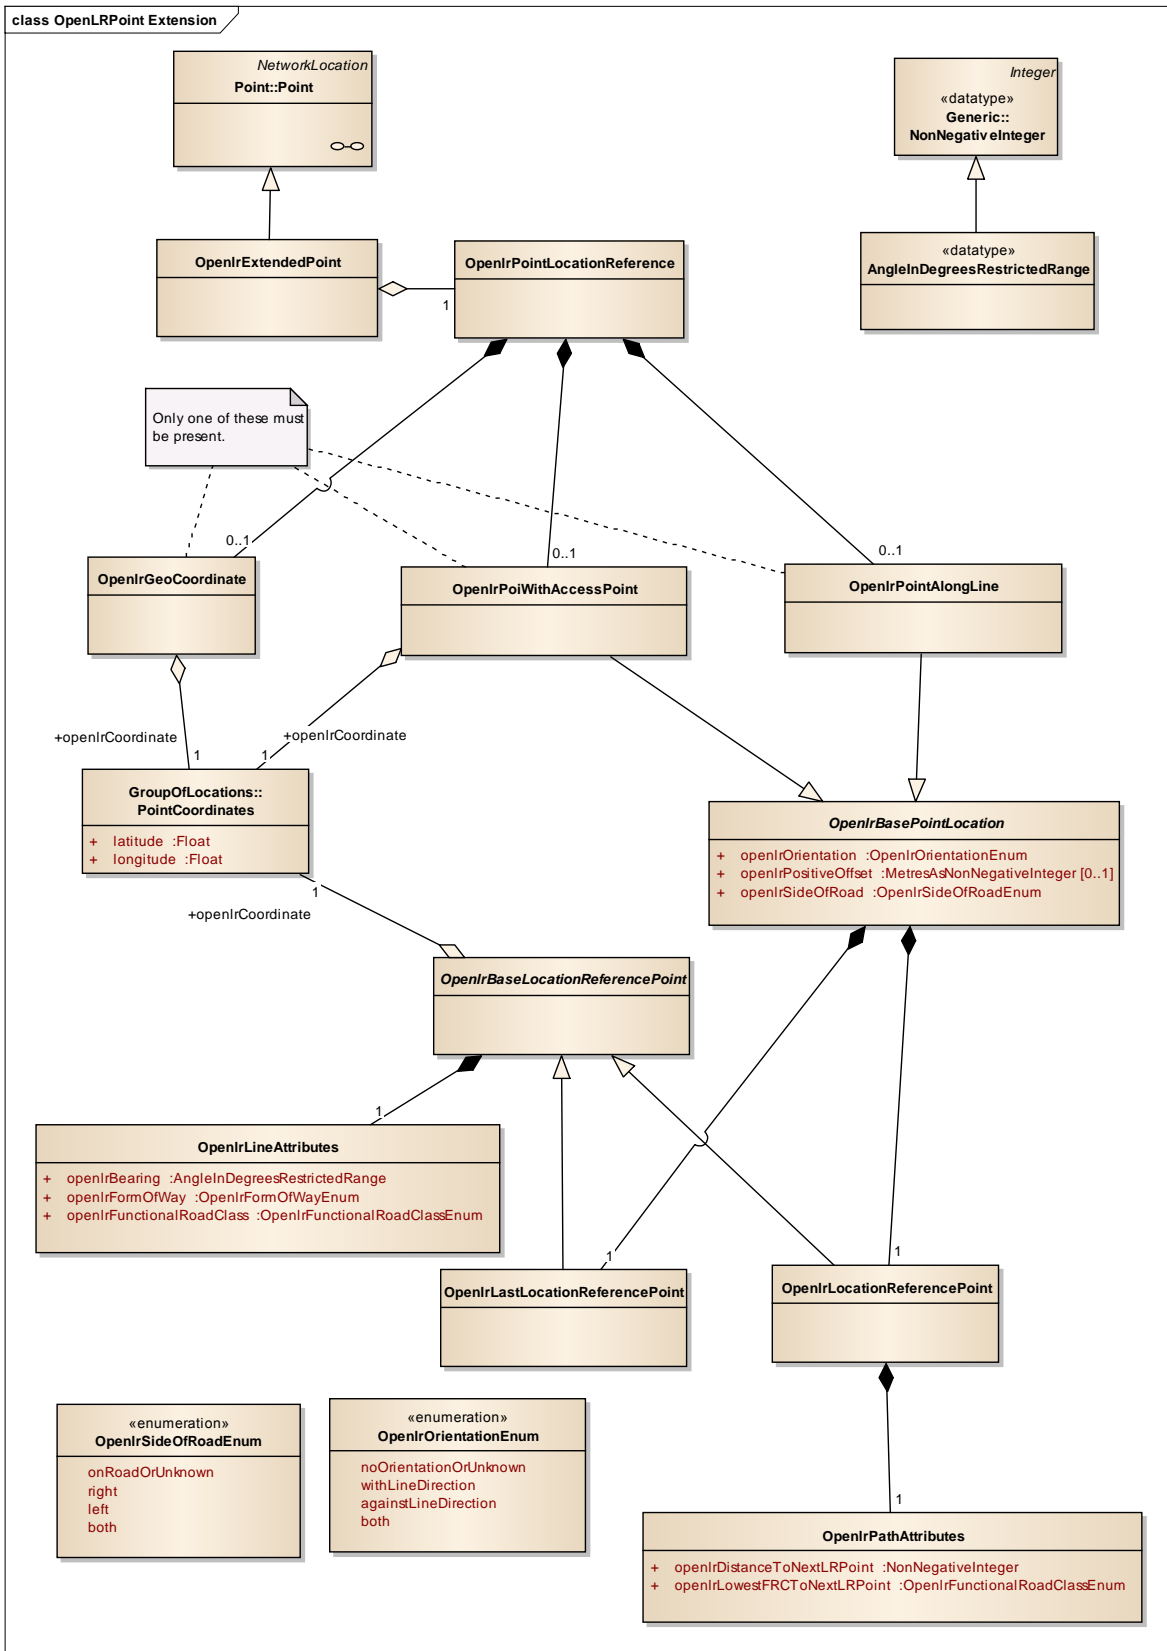 class OpenLRPoint Extension
NetworkLocation
Point::Point
Integer
«datatype»
Generic::
NonNegativeInteger
OpenlrExtendedPoint
OpenlrPointLocationReference
1
«datatype»
AngleInDegreesRestrictedRange
Only one of these must
be present.
0..1
0..1
0..1
OpenlrGeoCoordinate
OpenlrPoiWithAccessPoint
OpenlrPointAlongLine
+openlrCoordinate
1
+openlrCoordinate
1
GroupOfLocations::
PointCoordinates
+ latitude :Float
+ longitude :Float
OpenlrBasePointLocation
+ openlrOrientation :OpenlrOrientationEnum
+ openlrPositiveOffset :MetresAsNonNegativeInteger [0..1]
+ openlrSideOfRoad :OpenlrSideOfRoadEnum
1
+openlrCoordinate
OpenlrBaseLocationReferencePoint
1
OpenlrLineAttributes
+ openlrBearing :AngleInDegreesRestrictedRange
+ openlrFormOfWay :OpenlrFormOfWayEnum
+ openlrFunctionalRoadClass :OpenlrFunctionalRoadClassEnum
1
1
OpenlrLastLocationReferencePoint
OpenlrLocationReferencePoint
«enumeration»
OpenlrSideOfRoadEnum
onRoadOrUnknown
right
left
both
«enumeration»
OpenlrOrientationEnum
noOrientationOrUnknown
withLineDirection
againstLineDirection
both
1
OpenlrPathAttributes
+ openlrDistanceToNextLRPoint :NonNegativeInteger
+ openlrLowestFRCToNextLRPoint :OpenlrFunctionalRoadClassEnum